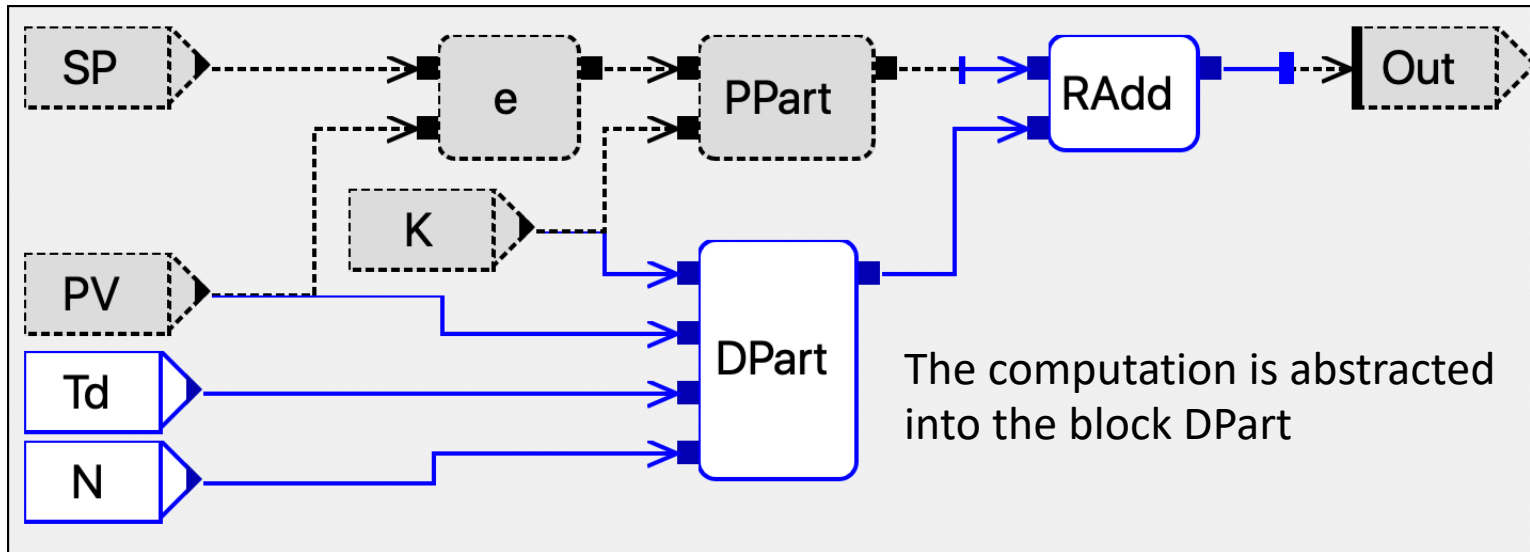 SP
e
PPart
RAdd
Out
K
PV
DPart
Td
N
The computation is abstracted
into the block DPart